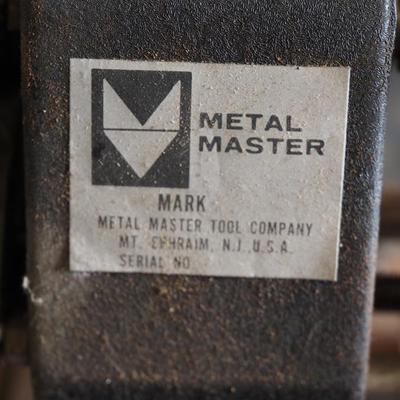 METAL
MASTER
MARK
METAL MASTER TOOL COMPANY
MT. EPHRAIM, N.J., U.S.A.
SERIAL NO